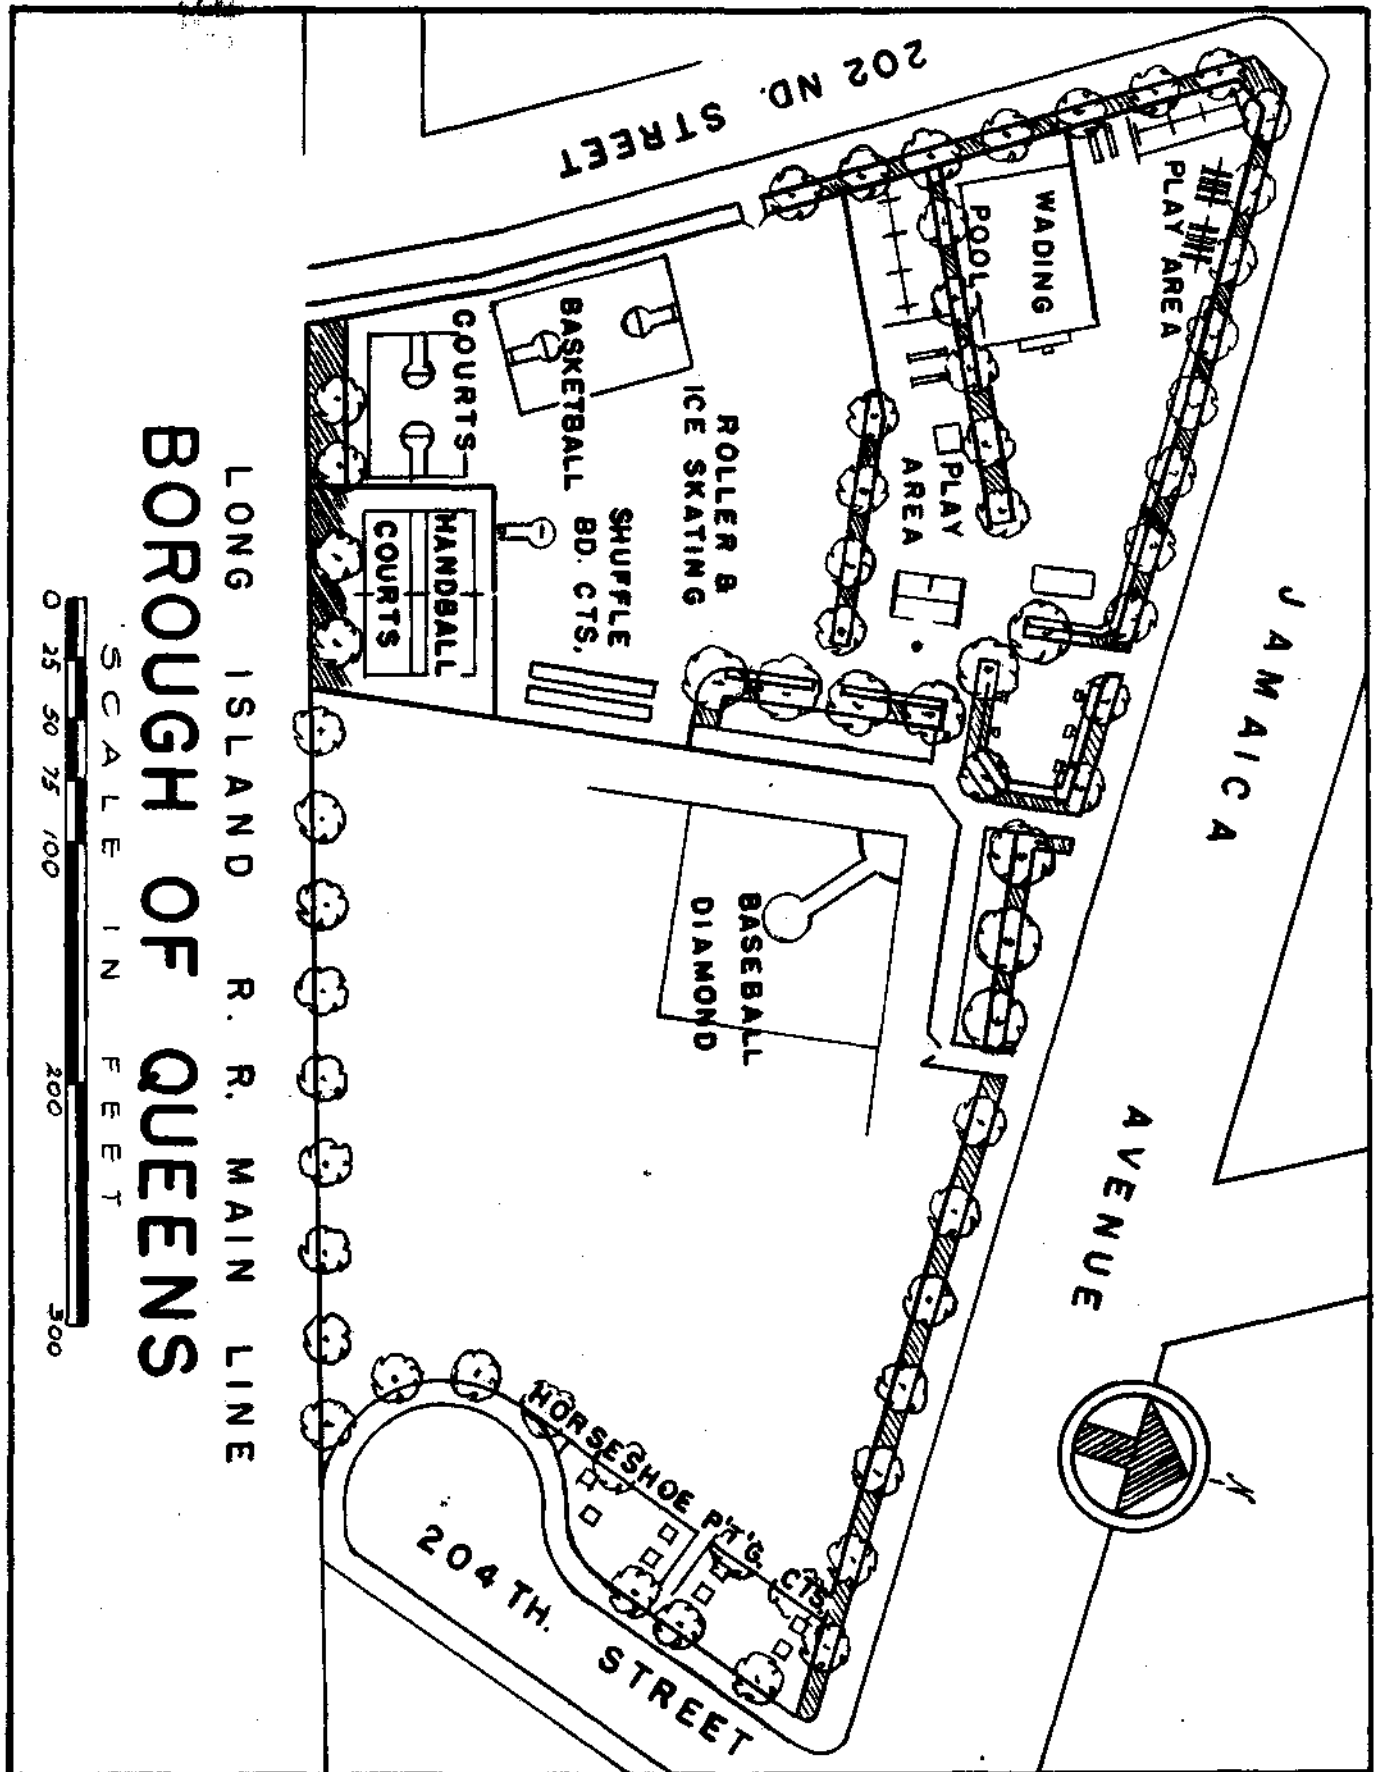 202 ND. STREET
JAMAICA AVENUE
N
PLAY AREA
WADING
POOL
PLAY
AREA
ROLLER &
ICE SKATING
BASKETBALL
COURTS
SHUFFLE
BD. CTS.
HANDBALL
COURTS
BASEBALL
DIAMOND
HORSESHOE P'T'G. CTS.
204 TH. STREET
LONG ISLAND R. R. MAIN LINE
BOROUGH OF QUEENS
SCALE IN FEET
0 25 50 75 100 200 300